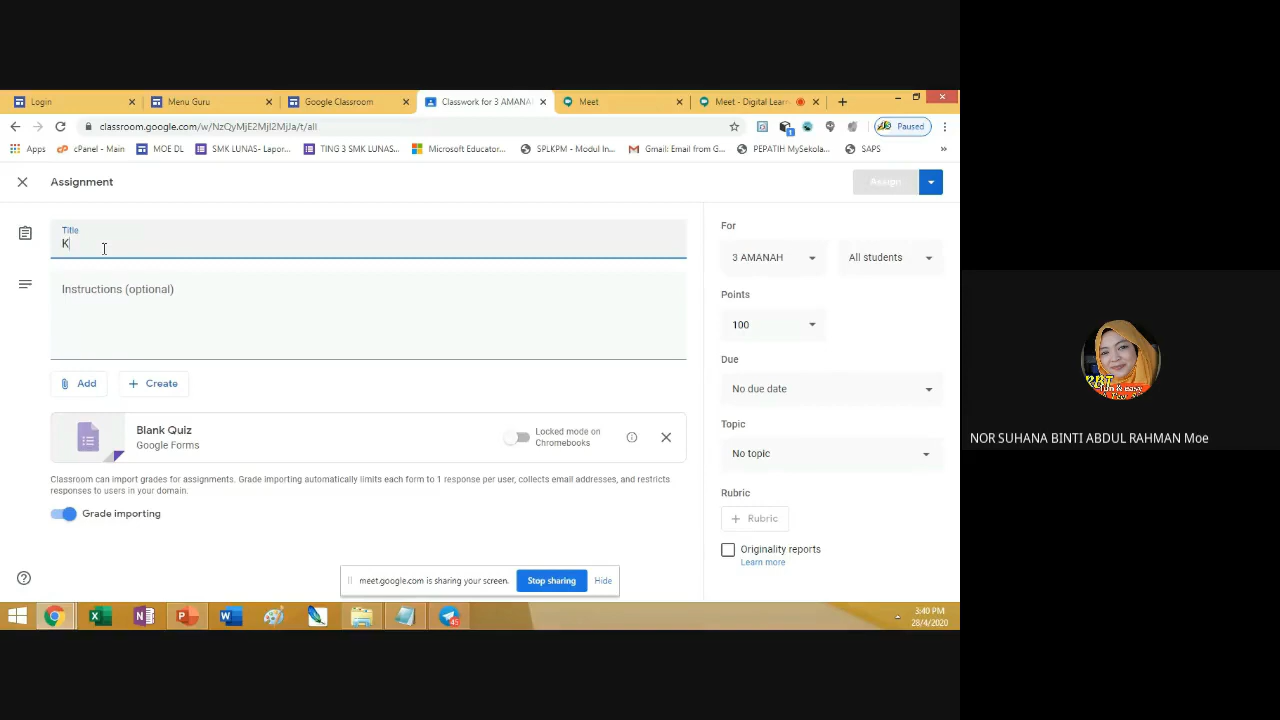 Login
Menu Guru
Google Classroom
Classwork for 3 AMANA
Meet
Meet - Digital Learn
classroom.google.com/w/NzQyMjE2MjI2MjJa/t/all
Paused
Apps
cPanel - Main
MOE DL
SMK LUNAS- Lapor...
TING 3 SMK LUNAS...
Microsoft Educator...
SPLKPM - Modul In...
Gmail: Email from G...
PEPATIH MySekola...
SAPS
Assignment
Assign
Title
K
Instructions (optional)
Add
Create
Blank Quiz
Google Forms
Locked mode on
Chromebooks
Classroom can import grades for assignments. Grade importing automatically limits each form to 1 response per user, collects email addresses, and restricts
responses to users in your domain.
Grade importing
For
3 AMANAH
All students
Points
100
Due
No due date
Topic
No topic
Rubric
Rubric
Originality reports
Learn more
meet.google.com is sharing your screen.
Stop sharing
Hide
45
3:40 PM
28/4/2020
NOR SUHANA BINTI ABDUL RAHMAN Moe